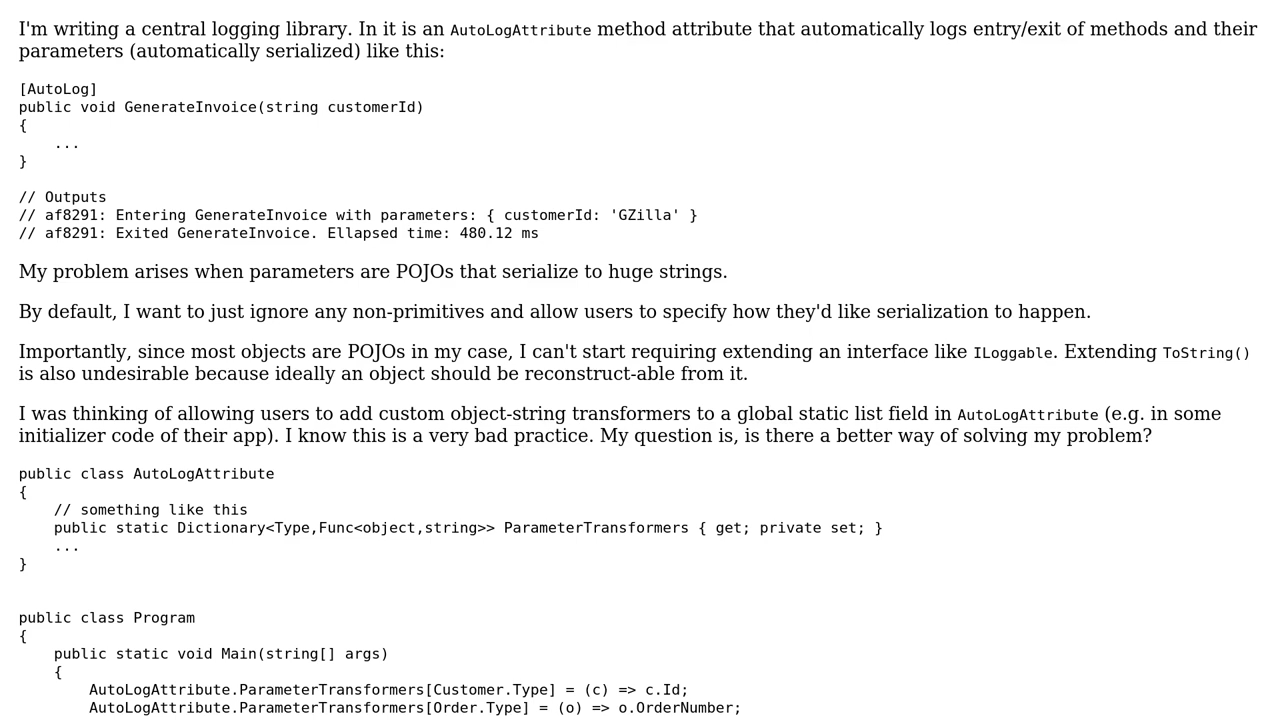 I'm writing a central logging library. In it is an AutoLogAttribute method attribute that automatically logs entry/exit of methods and their
parameters (automatically serialized) like this:
[AutoLog]
public void GenerateInvoice(string customerId)
{
    ...
}
// Outputs
// af8291: Entering GenerateInvoice with parameters: { customerId: 'GZilla' }
// af8291: Exited GenerateInvoice. Ellapsed time: 480.12 ms
My problem arises when parameters are POJOs that serialize to huge strings.
By default, I want to just ignore any non-primitives and allow users to specify how they'd like serialization to happen.
Importantly, since most objects are POJOs in my case, I can't start requiring extending an interface like ILoggable. Extending ToString()
is also undesirable because ideally an object should be reconstruct-able from it.
I was thinking of allowing users to add custom object-string transformers to a global static list field in AutoLogAttribute (e.g. in some
initializer code of their app). I know this is a very bad practice. My question is, is there a better way of solving my problem?
public class AutoLogAttribute
{
    // something like this
    public static Dictionary<Type,Func<object,string>> ParameterTransformers { get; private set; }
    ...
}
public class Program
{
    public static void Main(string[] args)
    {
        AutoLogAttribute.ParameterTransformers[Customer.Type] = (c) => c.Id;
        AutoLogAttribute.ParameterTransformers[Order.Type] = (o) => o.OrderNumber;